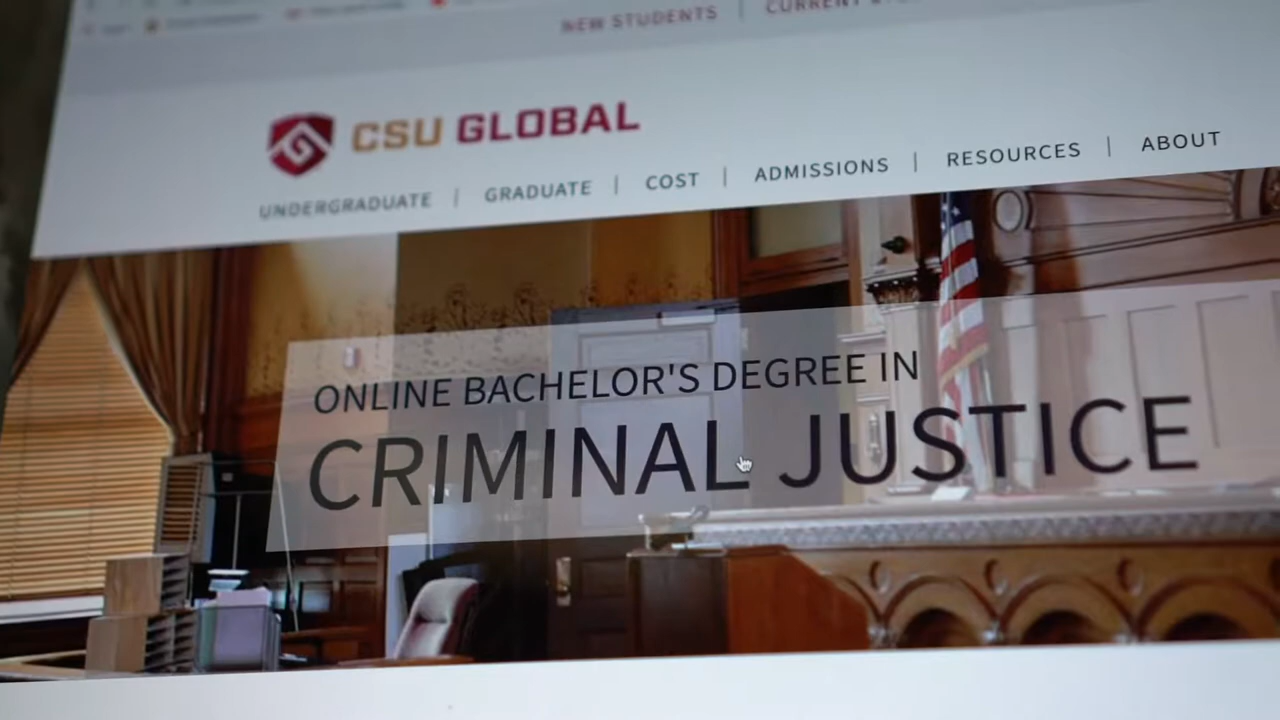 NEW STUDENTS | CURRENT
CSU GLOBAL
UNDERGRADUATE | GRADUATE | COST | ADMISSIONS | RESOURCES | ABOUT
ONLINE BACHELOR'S DEGREE IN
CRIMINAL JUSTICE